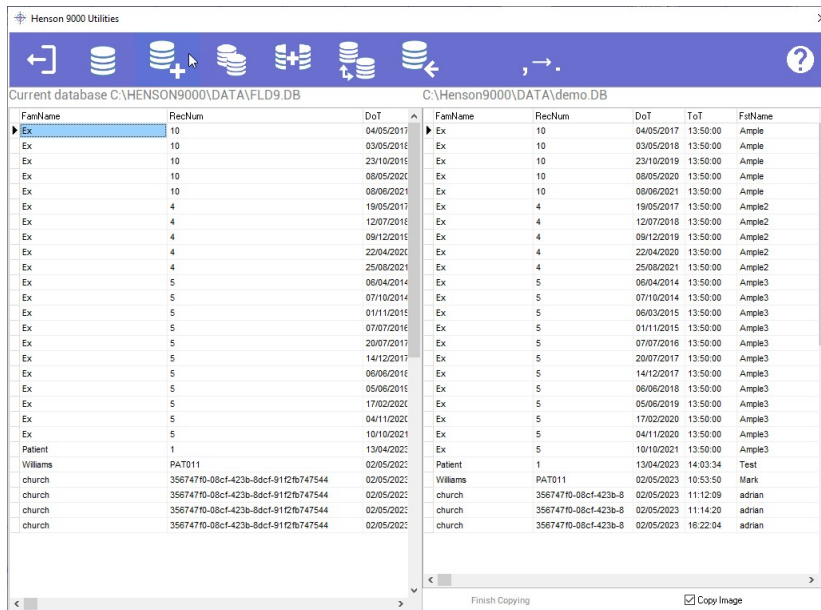 Henson 9000 Utilities
Current database C:\HENSON9000\DATA\FLD9.DB C:\Henson9000\DATA\demo.DB
FamName RecNum DoT FamName RecNum DoT ToT FstName
Ex 10 04/05/2017 Ex 10 04/05/2017 13:50:00 Ample
Ex 10 03/05/2018 Ex 10 03/05/2018 13:50:00 Ample
Ex 10 23/10/2019 Ex 10 23/10/2019 13:50:00 Ample
Ex 10 08/05/2020 Ex 10 08/05/2020 13:50:00 Ample
Ex 10 08/06/2021 Ex 10 08/06/2021 13:50:00 Ample
Ex 4 19/05/2017 Ex 4 19/05/2017 13:50:00 Ample2
Ex 4 12/07/2018 Ex 4 12/07/2018 13:50:00 Ample2
Ex 4 09/12/2019 Ex 4 09/12/2019 13:50:00 Ample2
Ex 4 22/04/2020 Ex 4 22/04/2020 13:50:00 Ample2
Ex 4 25/08/2021 Ex 4 25/08/2021 13:50:00 Ample2
Ex 5 06/04/2014 Ex 5 06/04/2014 13:50:00 Ample3
Ex 5 07/10/2014 Ex 5 07/10/2014 13:50:00 Ample3
Ex 5 01/11/2015 Ex 5 06/03/2015 13:50:00 Ample3
Ex 5 07/07/2016 Ex 5 01/11/2015 13:50:00 Ample3
Ex 5 20/07/2017 Ex 5 07/07/2016 13:50:00 Ample3
Ex 5 14/12/2017 Ex 5 20/07/2017 13:50:00 Ample3
Ex 5 06/06/2018 Ex 5 14/12/2017 13:50:00 Ample3
Ex 5 05/06/2019 Ex 5 06/06/2018 13:50:00 Ample3
Ex 5 17/02/2020 Ex 5 05/06/2019 13:50:00 Ample3
Ex 5 04/11/2020 Ex 5 17/02/2020 13:50:00 Ample3
Ex 5 10/10/2021 Ex 5 04/11/2020 13:50:00 Ample3
Patient 1 13/04/2023 Ex 5 10/10/2021 13:50:00 Ample3
Williams PAT011 02/05/2023 Patient 1 13/04/2023 14:03:34 Test
church 356747f0-08cf-423b-8dcf-91f2fb747544 02/05/2023 Williams PAT011 02/05/2023 10:53:50 Mark
church 356747f0-08cf-423b-8dcf-91f2fb747544 02/05/2023 church 356747f0-08cf-423b-8 02/05/2023 11:12:09 adrian
church 356747f0-08cf-423b-8dcf-91f2fb747544 02/05/2023 church 356747f0-08cf-423b-8 02/05/2023 11:14:20 adrian
church 356747f0-08cf-423b-8dcf-91f2fb747544 02/05/2023 church 356747f0-08cf-423b-8 02/05/2023 16:22:04 adrian
Finish Copying Copy Image